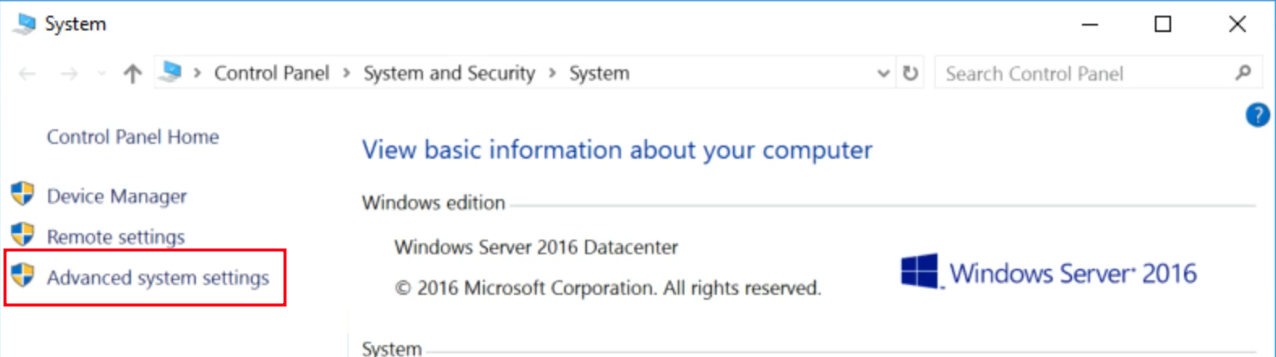 System
Control Panel > System and Security > System
Search Control Panel
?
Control Panel Home
Device Manager
Remote settings
Advanced system settings
View basic information about your computer
Windows edition
Windows Server 2016 Datacenter
© 2016 Microsoft Corporation. All rights reserved.
Windows Server 2016
System